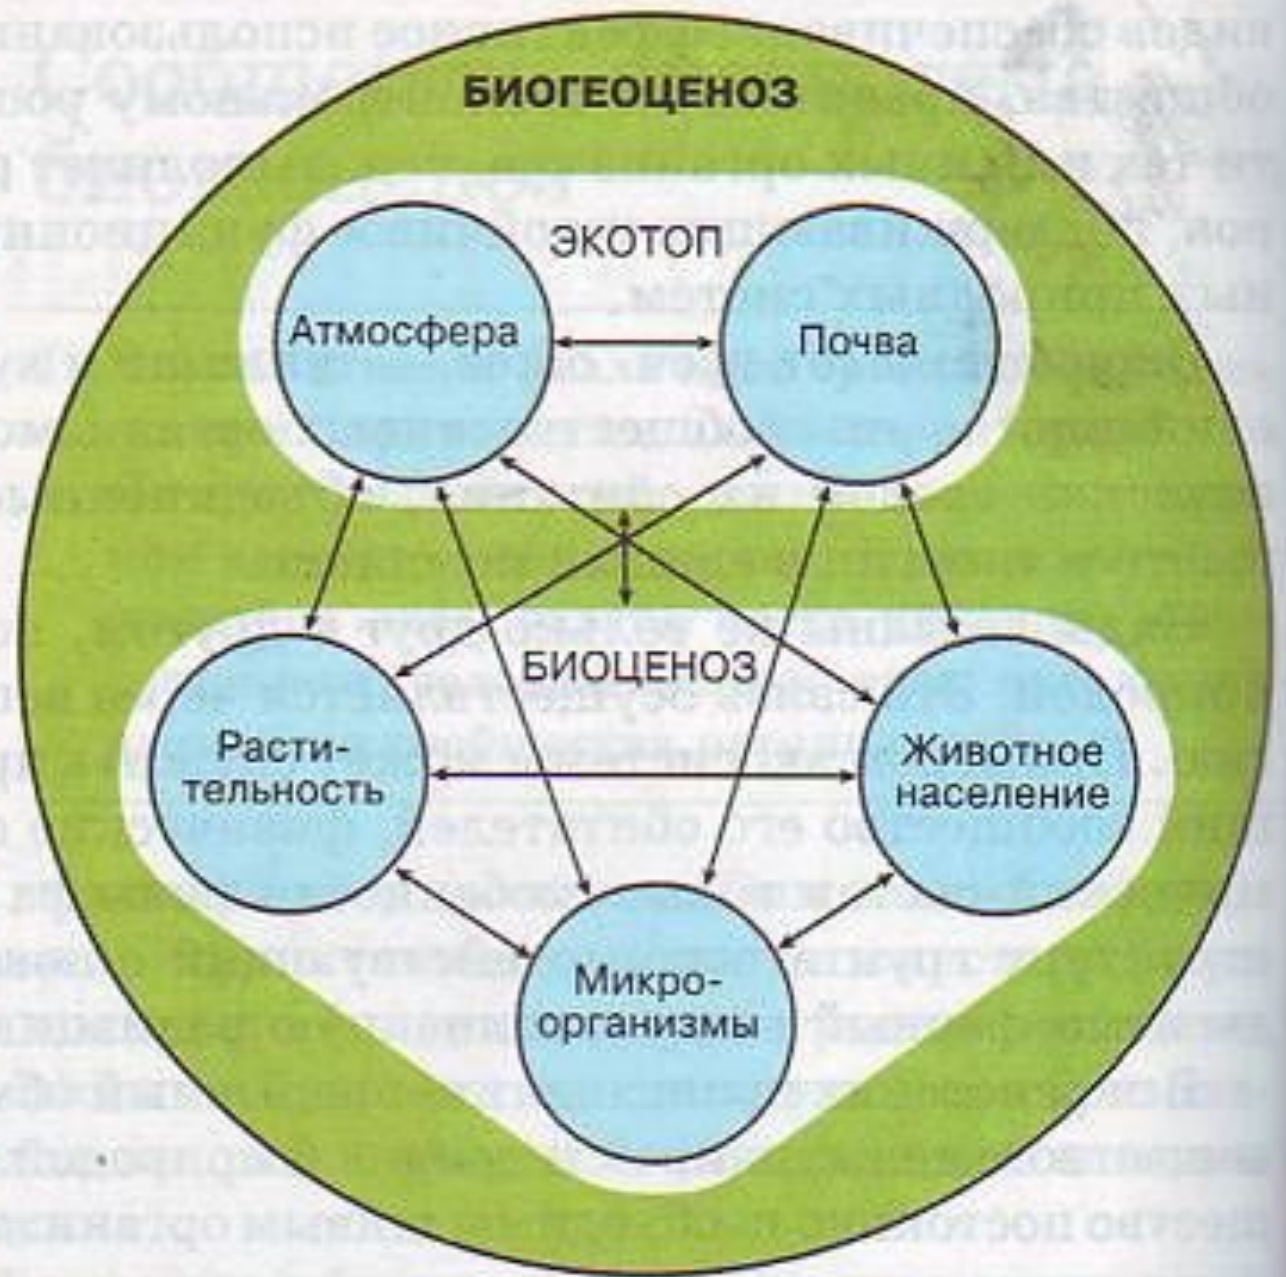 БИОГЕОЦЕНОЗ
ЭКОТОП
Атмосфера
Почва
БИОЦЕНОЗ
Расти-
тельность
Животное
население
Микро-
организмы